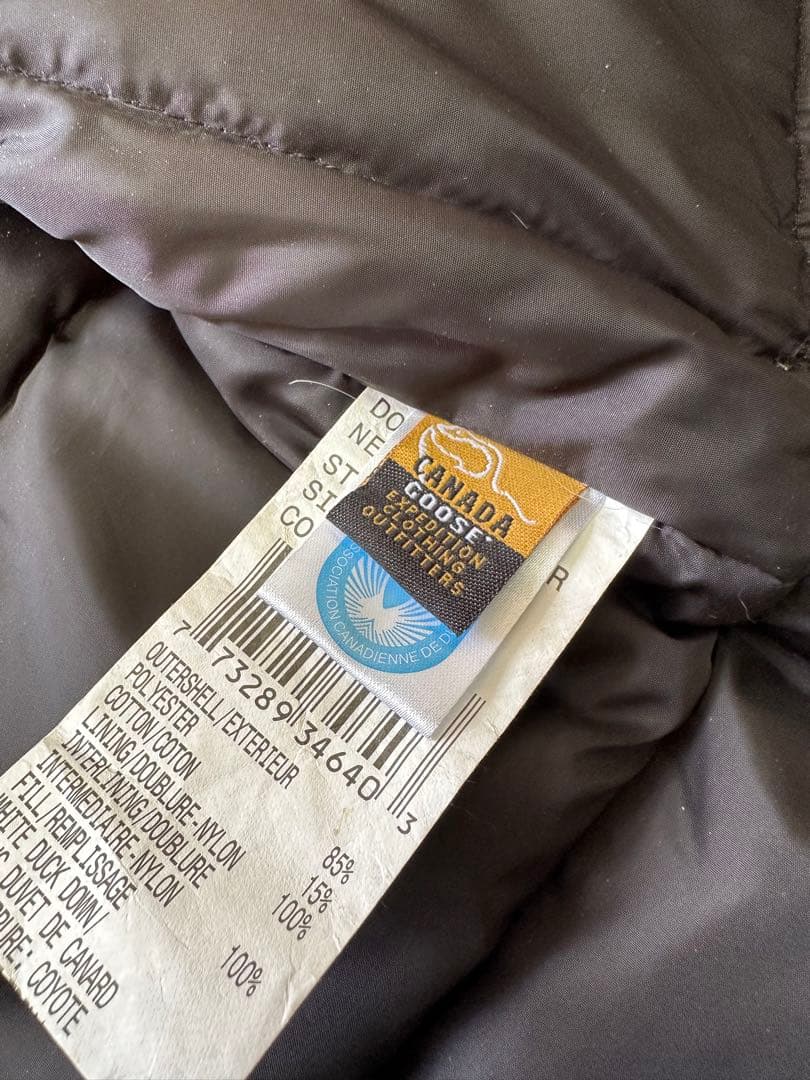 DO
NE
ST
SI
CO
R
CANADA
GOOSE
EXPEDITION
CLOTHING
OUTFITTERS
SOCIATION CANADIENNE DE D
7 73289 34640 3
OUTERSHELL/EXTERIEUR
POLYESTER 85%
COTTON/COTON 15%
LINING/DOUBLURE-NYLON 100%
INTERLINING/DOUBLURE
INTERMEDIAIRE-NYLON 100%
FILL/REMPLISSAGE
WHITE DUCK DOWN/
DUVET DE CANARD
COYOTE